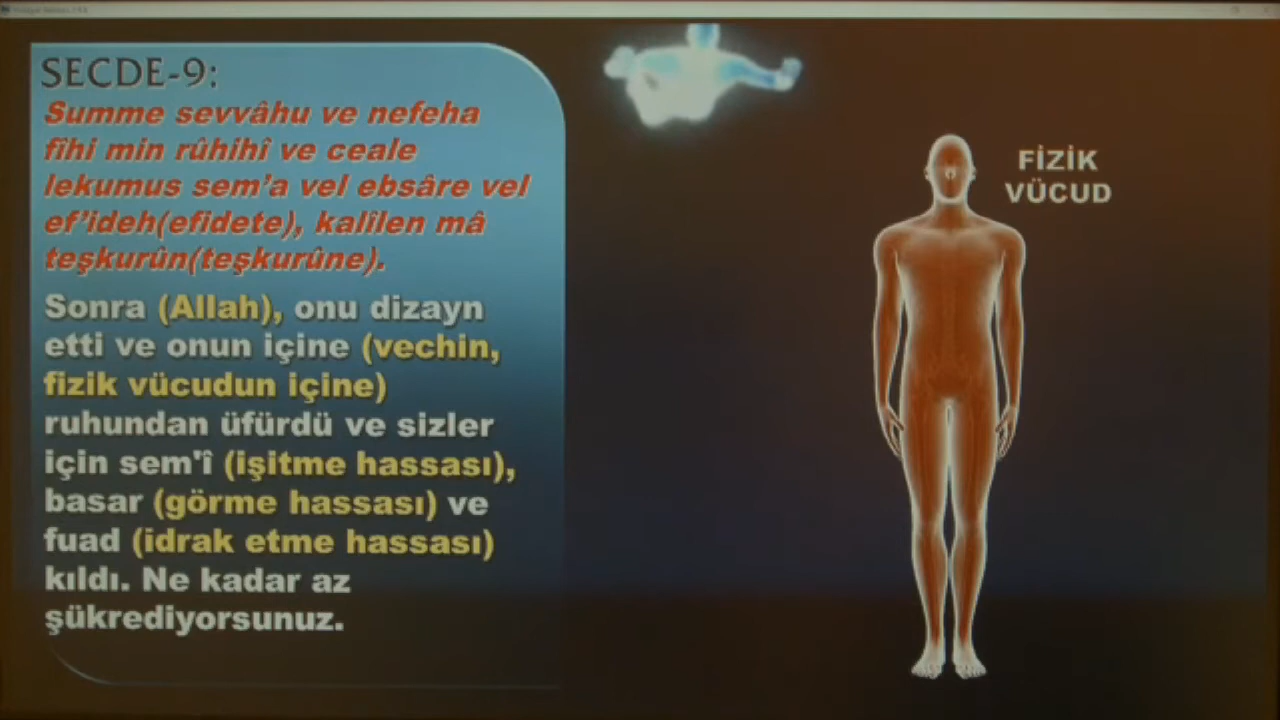 SECDE-9:
Summe sevvâhu ve nefeha
fîhi min rûhihî ve ceale
lekumus sem'a vel ebsâre vel
ef'ideh(efidete), kalîlen mâ
teşkurûn(teşkurûne).
Sonra (Allah), onu dizayn
etti ve onun içine (vechin,
fizik vücudun içine)
ruhundan üfürdü ve sizler
için sem'î (işitme hassası),
basar (görme hassası) ve
fuad (idrak etme hassası)
kıldı. Ne kadar az
şükrediyorsunuz.
FİZİK
VÜCUD